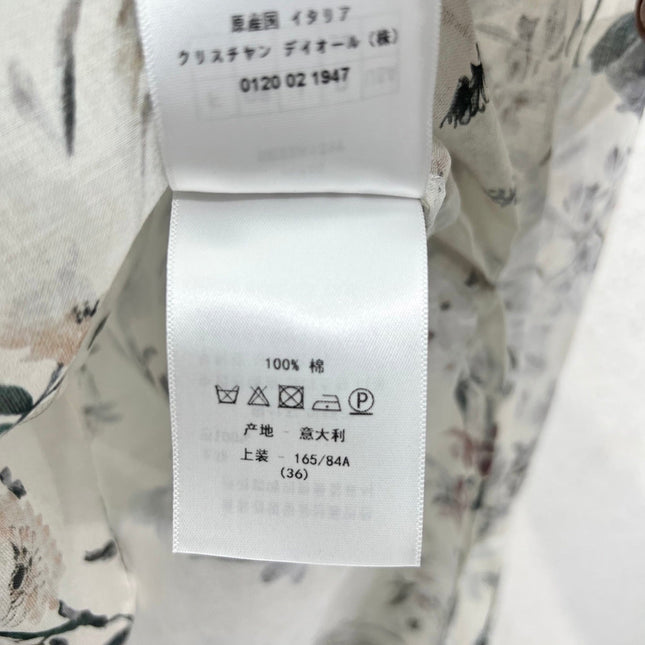 原産国 イタリア
クリスチャン デイオール (株)
0120 02 1947
100% 棉
产地 - 意大利
上装 - 165/84A
(36)